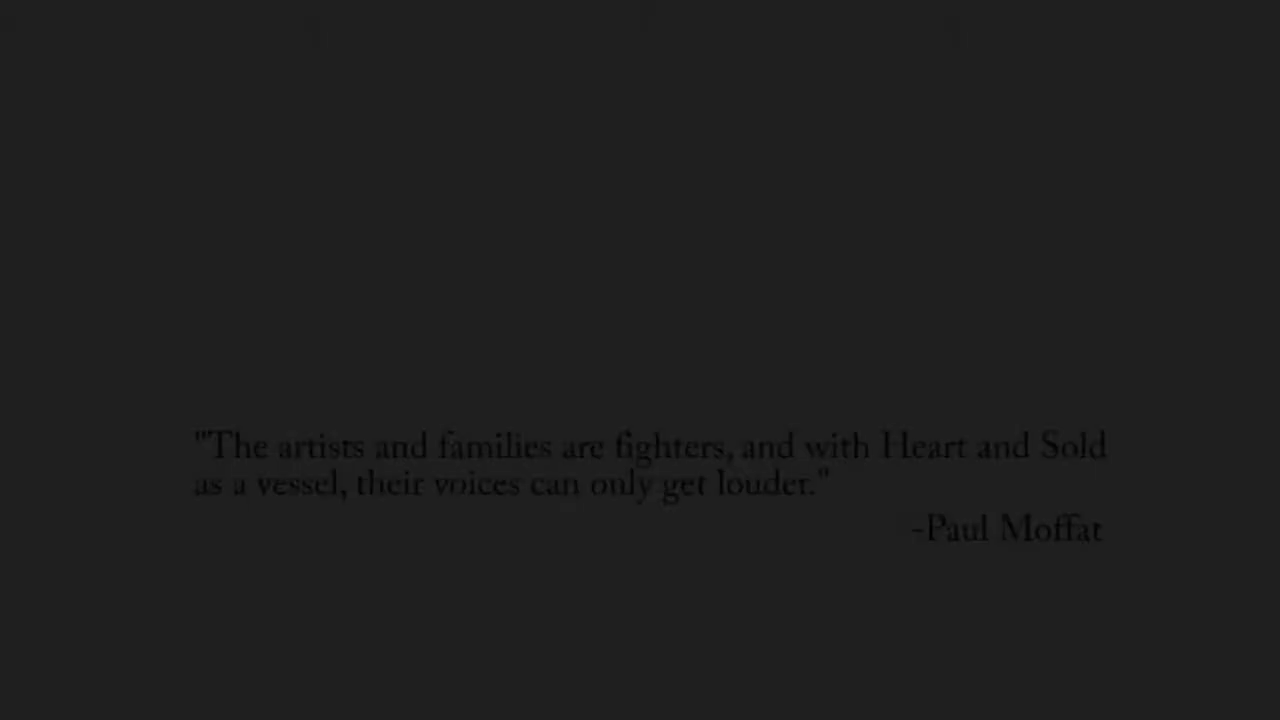 "The artists and families are fighters, and with Heart and Sold
as a vessel, their voices can only get louder."
-Paul Moffat